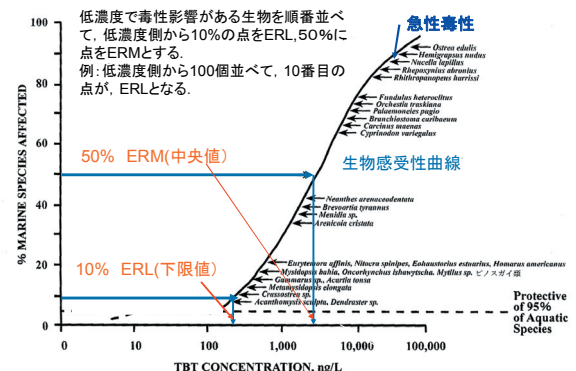 低濃度で毒性影響がある生物を順番並べ
て，低濃度側から10%の点をERL,50%に
点をERMとする.
例：低濃度側から100個並べて，10番目の
点が，ERLとなる.
急性毒性
Ostrea edulis
Hemigrapsus nudus
Nucella lapillus
Rhepoxynius abronius
Rhithropanopeus harrissi
Fundulus heteroclitus
Orchestia traskiana
Palaemonetes pugio
Branchiostoma caribaeum
Carcinus maenas
Cyprinodon variegatus
50% ERM(中央値）
生物感受性曲線
Neanthes arenaceodentata
Brevoortia tyrannus
Menidia sp.
Arenicola cristata
10% ERL(下限値）
Eurytemora affinis, Nitocra spinipes, Eohaustorius estuarius, Homarus americanus
Mysidopsis bahia, Oncorhynchus tshawytscha. Mytilus sp. ピノスガイ類
Gammarus sp., Acartia tonsa
Metamysidopsis elongata
Crassostrea sp.
Acanthomysis sculpta, Dendraster sp.
Protective
of 95%
of Aquatic
Species
% MARINE SPECIES AFFECTED
100
80
60
40
20
0
0
10
100
1,000
10,000
100,000
TBT CONCENTRATION, ng/L